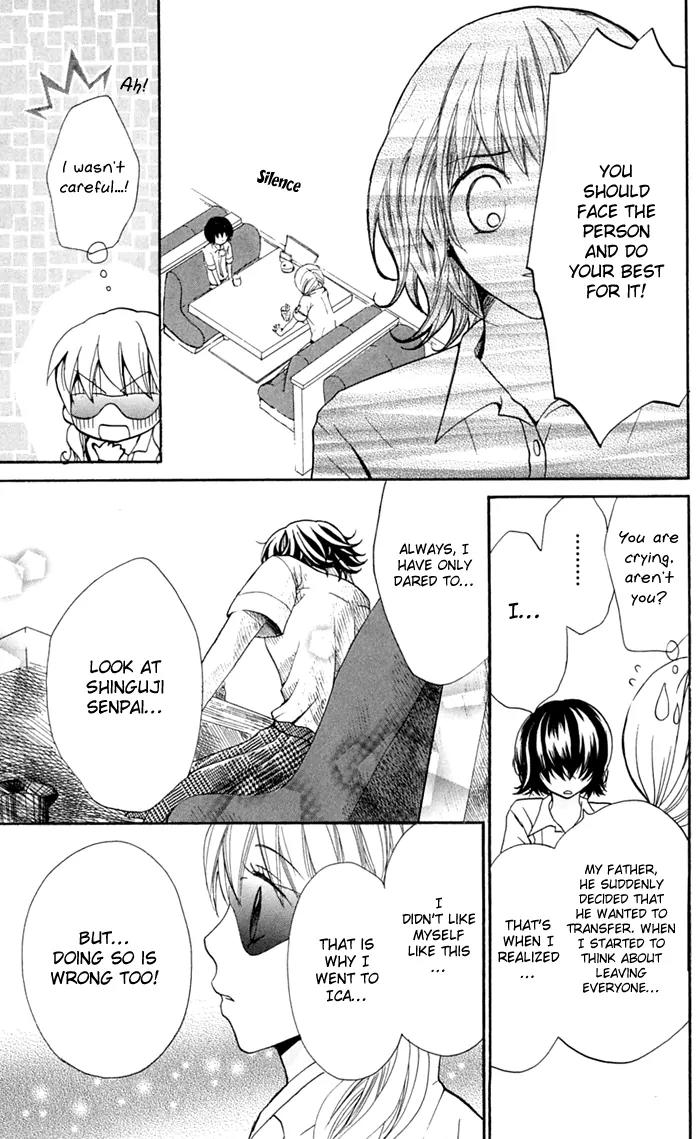 YOU
SHOULD
FACE THE
PERSON
AND DO
YOUR BEST
FOR IT!
Silence
Ah!
I wasn't
careful...!
You are
crying.
aren't
you?
........
I...
MY FATHER,
HE SUDDENLY
DECIDED THAT
HE WANTED TO
TRANSFER. WHEN
I STARTED TO
THINK ABOUT
LEAVING
EVERYONE...
THAT'S
WHEN I
REALIZED
...
ALWAYS, I
HAVE ONLY
DARED TO...
LOOK AT
SHINGUJI
SENPAI...
I
DIDN'T LIKE
MYSELF
LIKE THIS
...
THAT IS
WHY I
WENT TO
ICA...
BUT...
DOING SO IS
WRONG TOO!